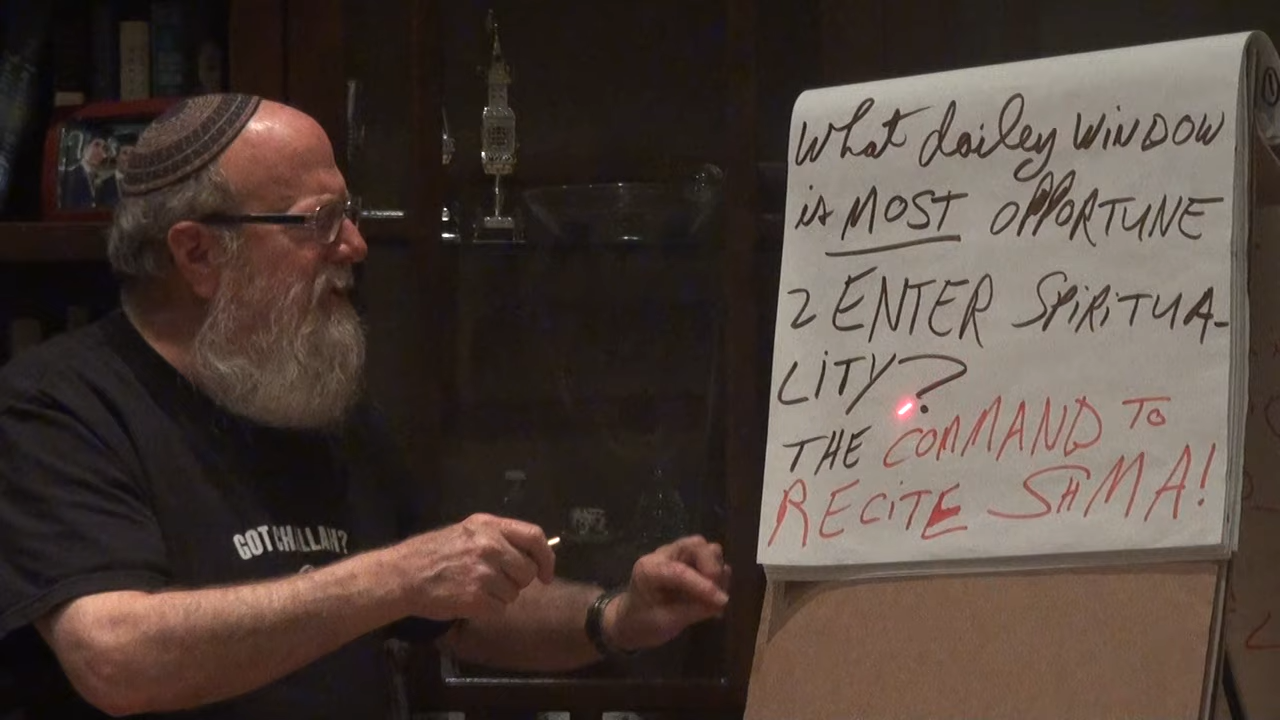 What dailey WINDOW
is MOST OPPORTUNE
2 ENTER SPIRITUA-
LITY?
THE COMMAND TO
RECITE SHMA!
GOT CHALLAH?